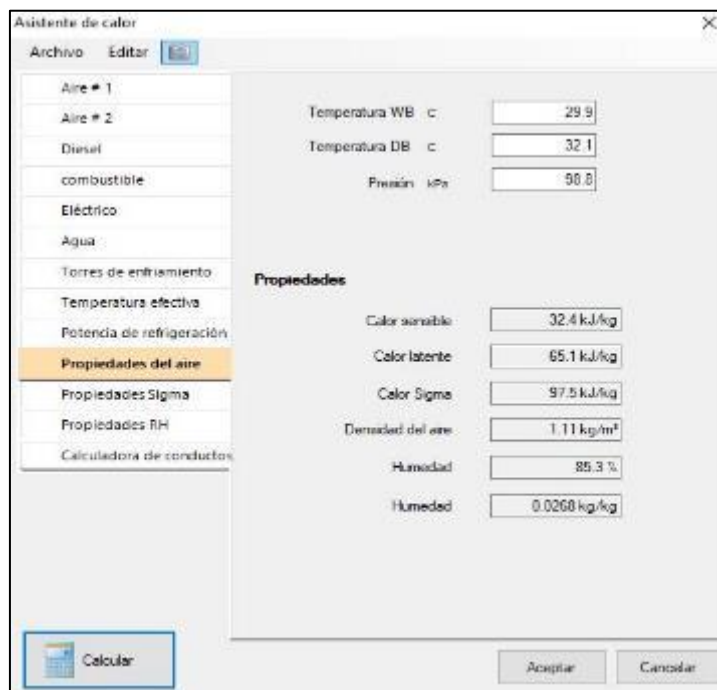 Asistente de calor
Archivo Editar
Aire # 1
Aire # 2
Diesel
combustible
Eléctrico
Agua
Torres de enfriamiento
Temperatura efectiva
Potencia de refrigeración
Propiedades del aire
Propiedades Sigma
Propiedades RH
Calculadora de conductos
Temperatura WB C 29.9
Temperatura DB C 32.1
Presión kPa 98.8
Propiedades
Calor sensible 32.4 kJ/kg
Calor latente 65.1 kJ/kg
Calor Sigma 97.5 kJ/kg
Densidad del aire 1.11 kg/m³
Humedad 85.3 %
Humedad 0.0268 kg/kg
Calcular
Aceptar Cancelar